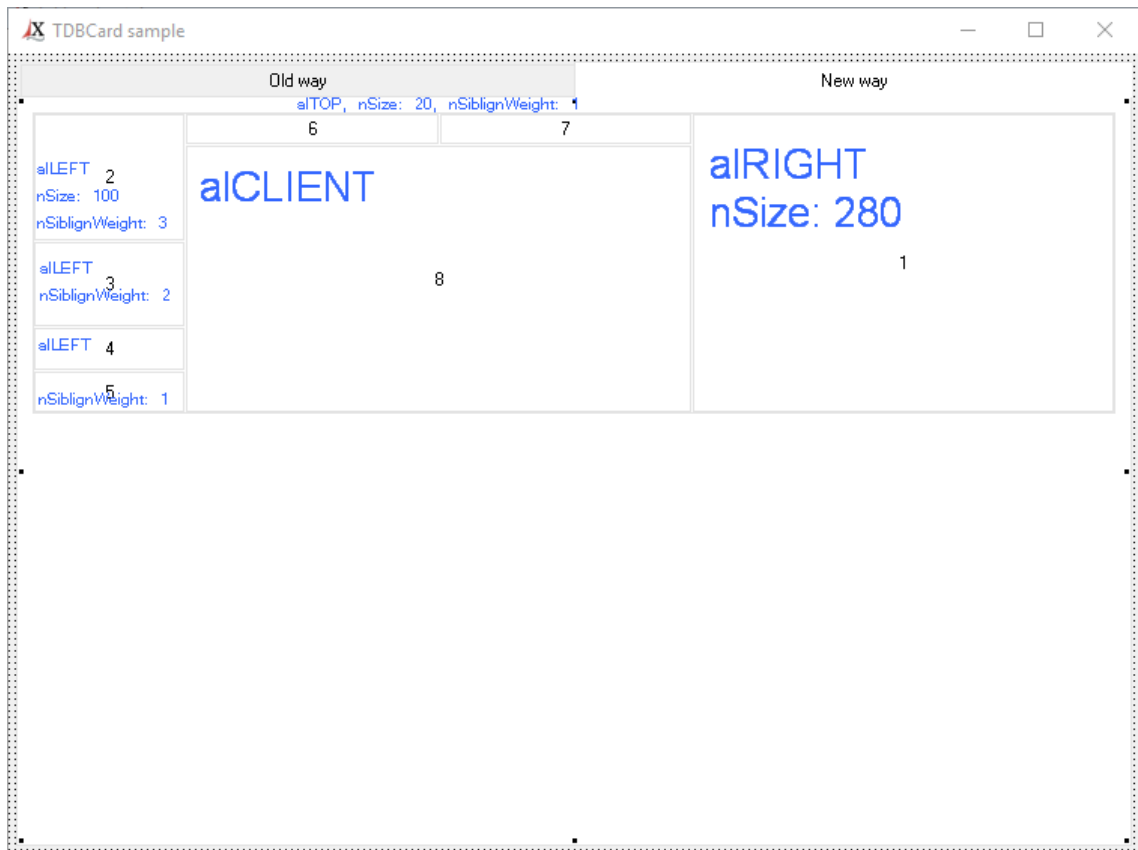 TDBCard sample
Old way
New way
alTOP, nSize: 20, nSiblignWeight: 1
6
7
alLEFT
2
nSize: 100
nSiblignWeight: 3
alCLIENT
alRIGHT
nSize: 280
1
alLEFT
3
nSiblignWeight: 2
8
alLEFT 4
5
nSiblignWeight: 1